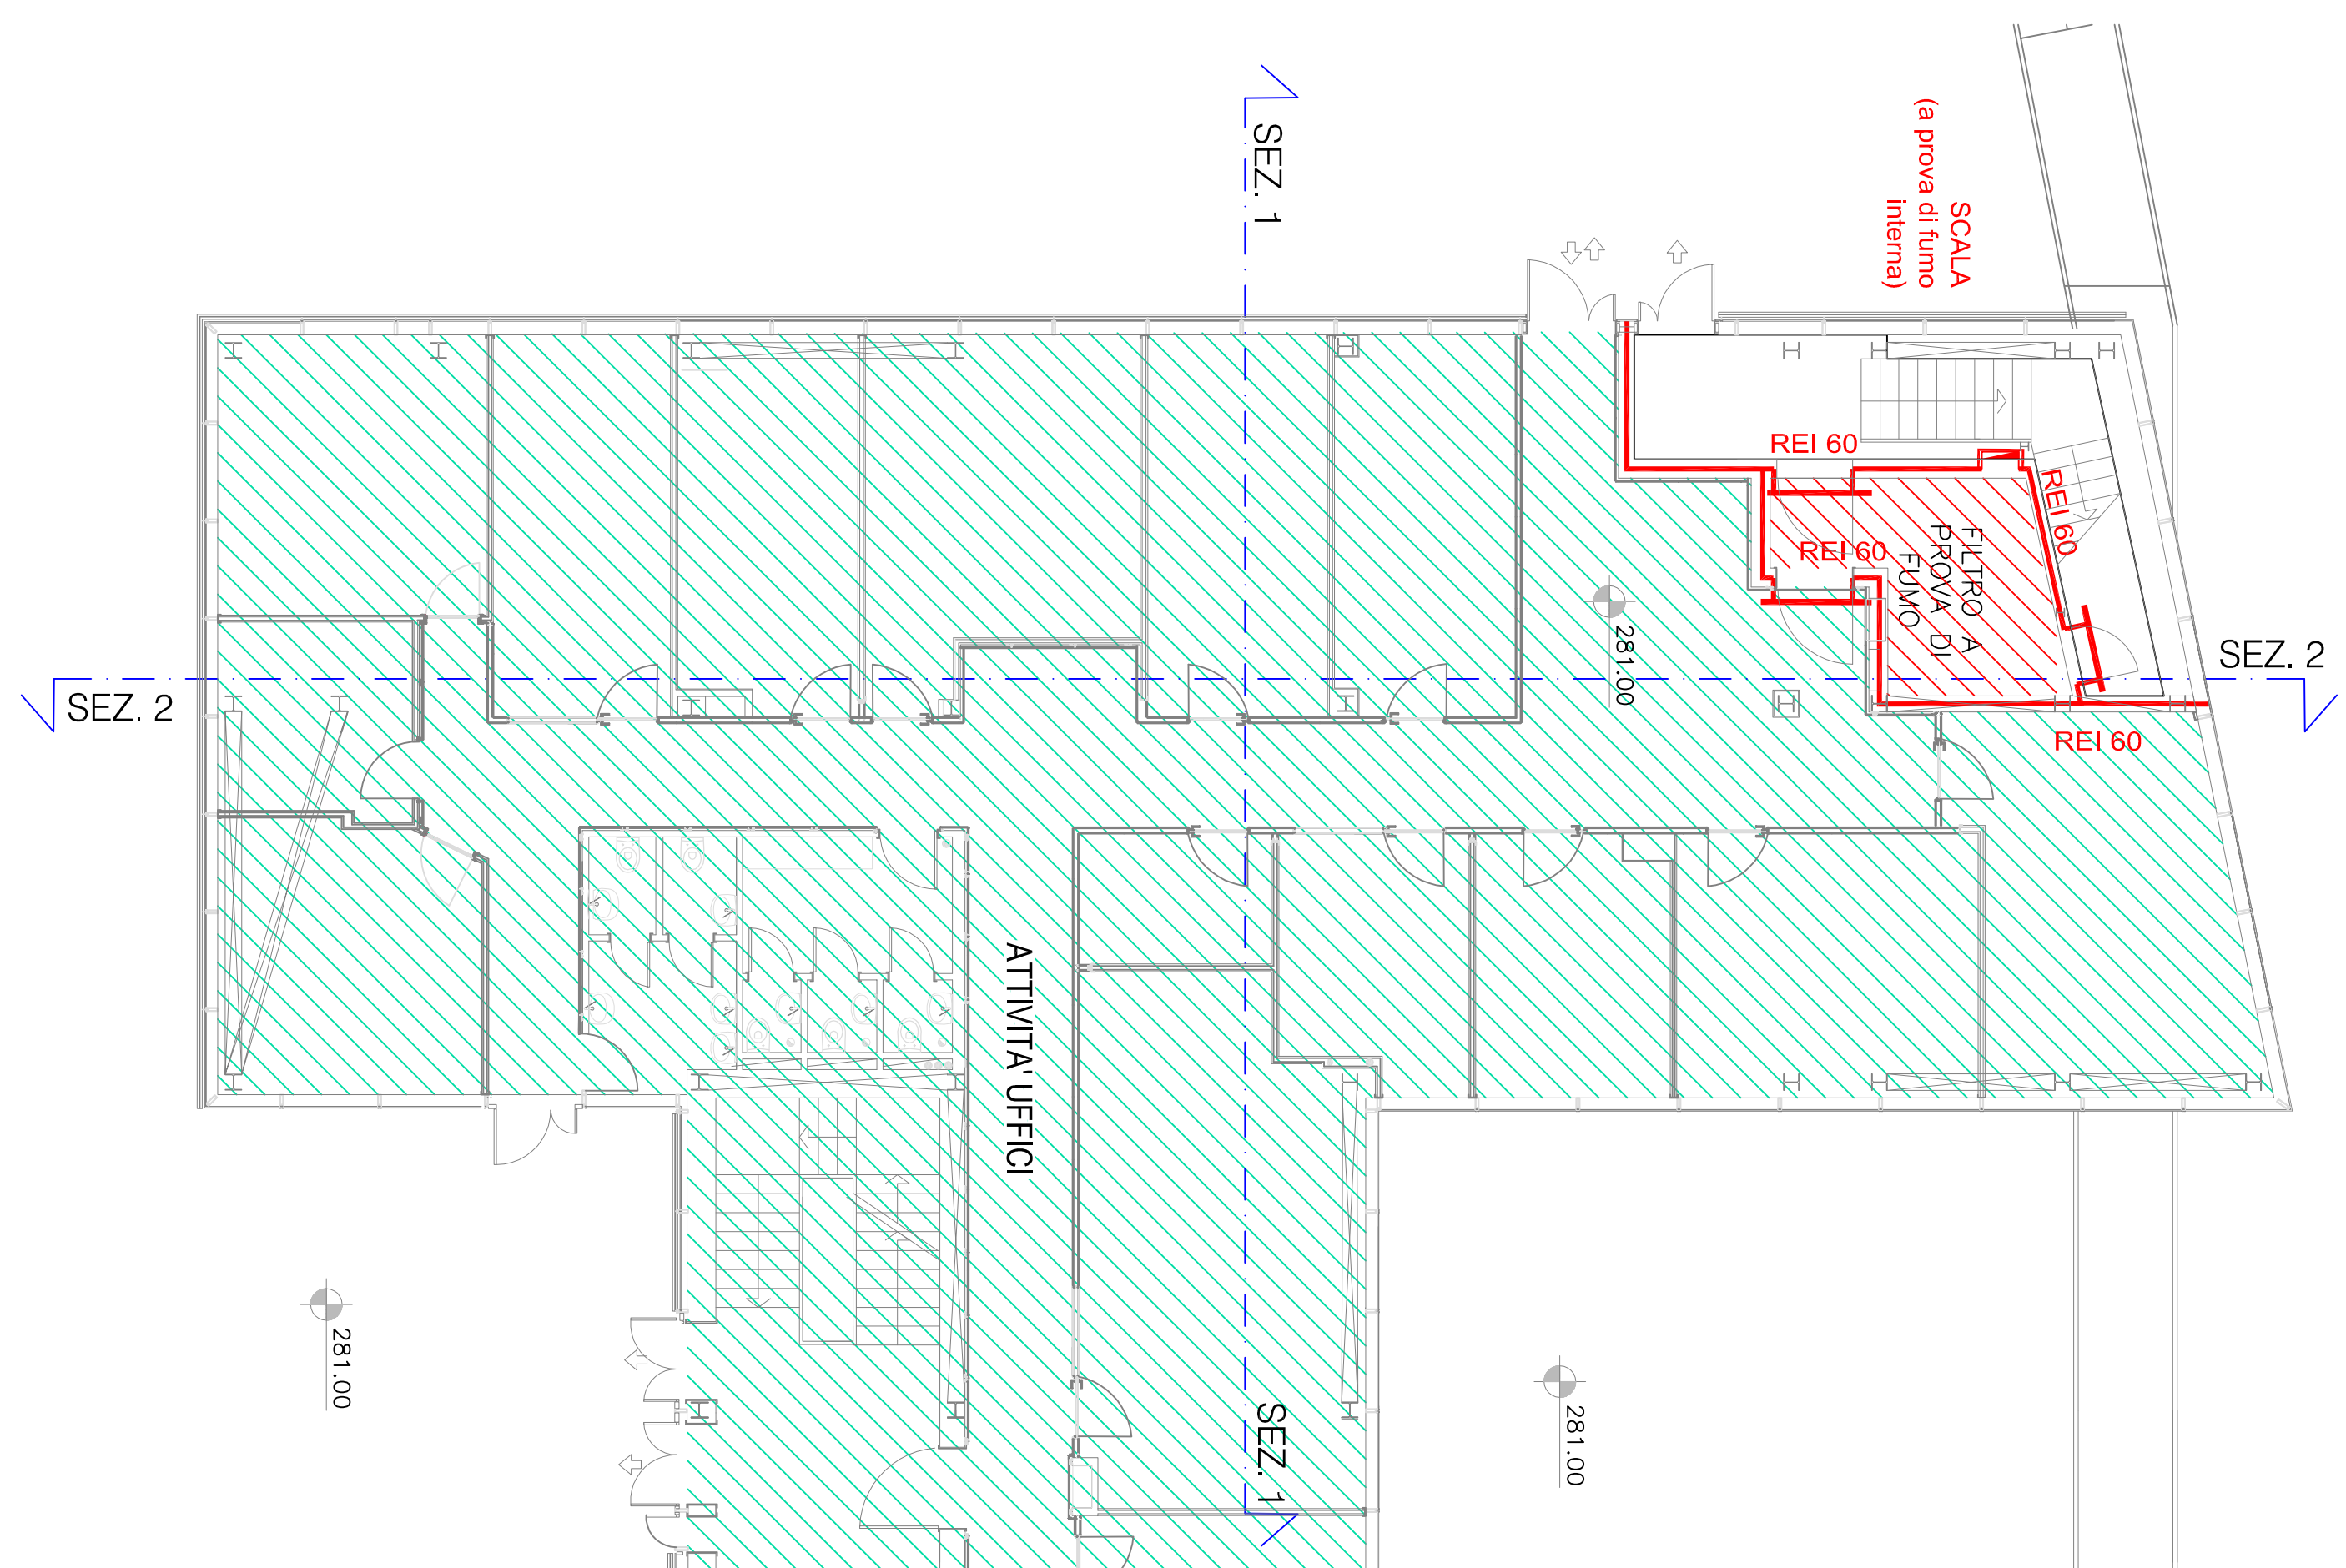 SEZ. 1
SCALA
(a prova di fumo
interna)
REI 60
REI 60
REI 60
FILTRO A
PROVA DI
FUMO
281.00
SEZ. 2
SEZ. 2
REI 60
ATTIVITA' UFFICI
281.00
281.00
SEZ. 1